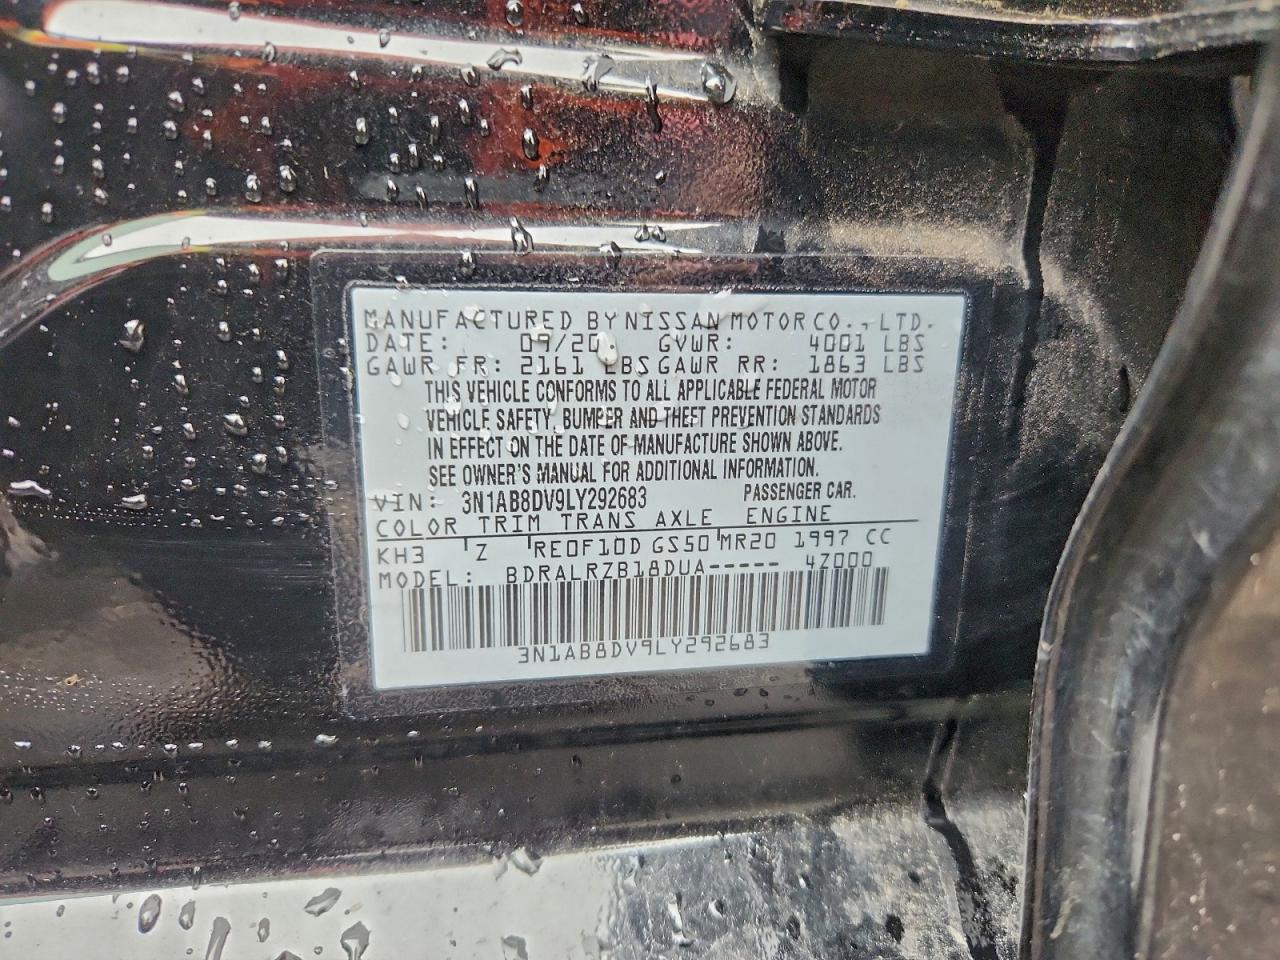 MANUFACTURED BY NISSAN MOTOR CO., LTD.
DATE: 09/20 GVWR: 4001 LBS
GAWR FR: 2161 LBS GAWR RR: 1863 LBS
THIS VEHICLE CONFORMS TO ALL APPLICABLE FEDERAL MOTOR
VEHICLE SAFETY, BUMPER AND THEFT PREVENTION STANDARDS
IN EFFECT ON THE DATE OF MANUFACTURE SHOWN ABOVE.
SEE OWNER'S MANUAL FOR ADDITIONAL INFORMATION.
VIN: 3N1AB8DV9LY292683 PASSENGER CAR.
COLOR TRIM TRANS AXLE ENGINE
KH3 Z RE0F10D GS50 MR20 1997 CC
MODEL: BDRALRZB18DUA----- 4Z000
3N1AB8DV9LY292683